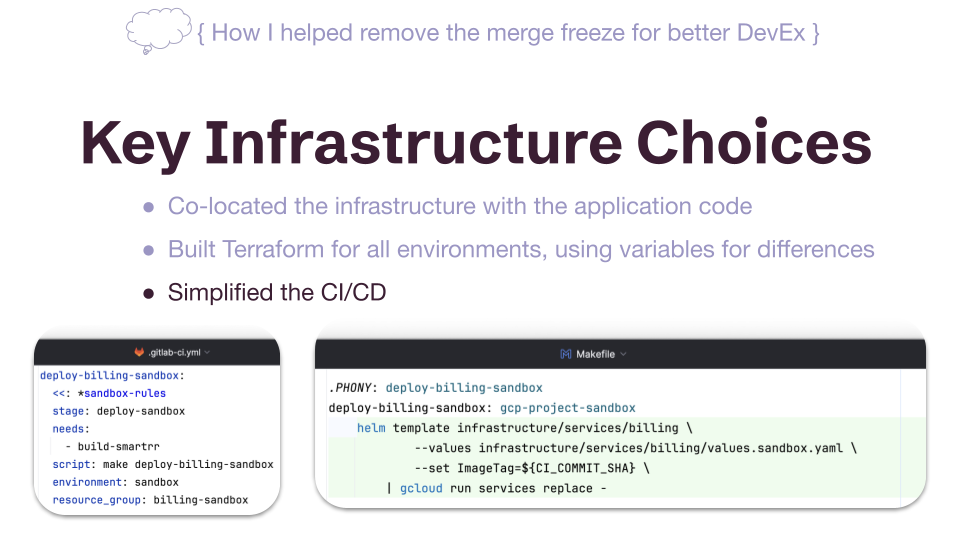 { How I helped remove the merge freeze for better DevEx }
Key Infrastructure Choices
● Co-located the infrastructure with the application code
● Built Terraform for all environments, using variables for differences
● Simplified the CI/CD
.gitlab-ci.yml
deploy-billing-sandbox:
  <<: *sandbox-rules
  stage: deploy-sandbox
  needs:
    - build-smartrr
  script: make deploy-billing-sandbox
  environment: sandbox
  resource_group: billing-sandbox
Makefile
.PHONY: deploy-billing-sandbox
deploy-billing-sandbox: gcp-project-sandbox
    helm template infrastructure/services/billing \
            --values infrastructure/services/billing/values.sandbox.yaml \
            --set ImageTag=${CI_COMMIT_SHA} \
        | gcloud run services replace -